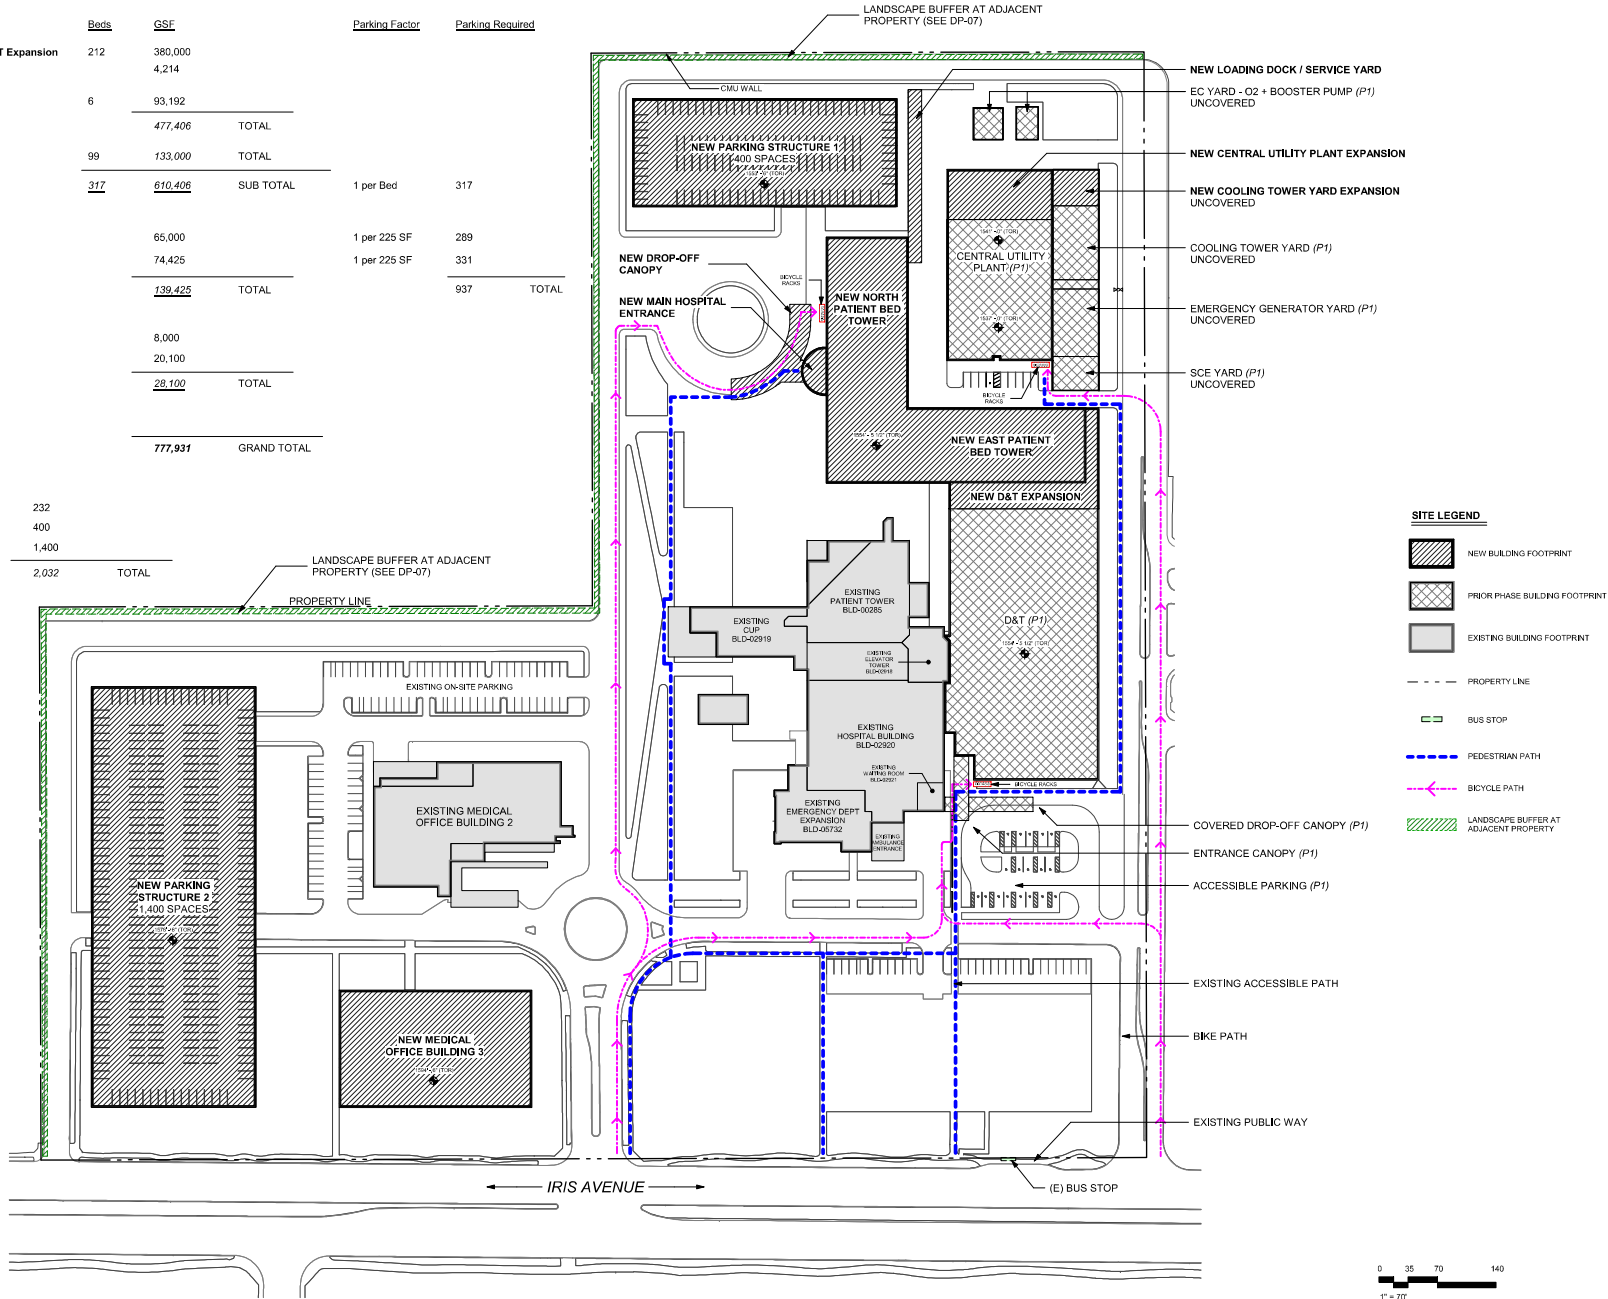 Beds GSF Parking Factor Parking Required
T Expansion 212 380,000
4,214
6 93,192
477,406 TOTAL
99 133,000 TOTAL
317 610,406 SUB TOTAL 1 per Bed 317
65,000 1 per 225 SF 289
74,425 1 per 225 SF 331
139,425 TOTAL 937 TOTAL
8,000
20,100
28,100 TOTAL
777,931 GRAND TOTAL
232
400
1,400
2,032 TOTAL
LANDSCAPE BUFFER AT ADJACENT
PROPERTY (SEE DP-07)
CMU WALL
NEW PARKING STRUCTURE 1
400 SPACES
NEW LOADING DOCK / SERVICE YARD
EC YARD - O2 + BOOSTER PUMP (P1)
UNCOVERED
NEW CENTRAL UTILITY PLANT EXPANSION
NEW COOLING TOWER YARD EXPANSION
UNCOVERED
COOLING TOWER YARD (P1)
UNCOVERED
EMERGENCY GENERATOR YARD (P1)
UNCOVERED
SCE YARD (P1)
UNCOVERED
CENTRAL UTILITY
PLANT (P1)
NEW DROP-OFF
CANOPY
NEW MAIN HOSPITAL
ENTRANCE
BICYCLE
RACKS
NEW NORTH
PATIENT BED
TOWER
BICYCLE
RACKS
NEW EAST PATIENT
BED TOWER
NEW D&T EXPANSION
D&T (P1)
LANDSCAPE BUFFER AT ADJACENT
PROPERTY (SEE DP-07)
PROPERTY LINE
EXISTING
PATIENT TOWER
BLD-00285
EXISTING
CUP
BLD-02919
EXISTING
ELEVATOR
TOWER
BLD-02918
EXISTING
HOSPITAL BUILDING
BLD-02920
EXISTING
WAITING ROOM
BLD-02921
EXISTING
EMERGENCY DEPT
EXPANSION
BLD-05732
EXISTING
AMBULANCE
ENTRANCE
BICYCLE RACKS
EXISTING ON-SITE PARKING
EXISTING MEDICAL
OFFICE BUILDING 2
NEW PARKING
STRUCTURE 2
1,400 SPACES
NEW MEDICAL
OFFICE BUILDING 3
COVERED DROP-OFF CANOPY (P1)
ENTRANCE CANOPY (P1)
ACCESSIBLE PARKING (P1)
EXISTING ACCESSIBLE PATH
BIKE PATH
EXISTING PUBLIC WAY
(E) BUS STOP
IRIS AVENUE
SITE LEGEND
NEW BUILDING FOOTPRINT
PRIOR PHASE BUILDING FOOTPRINT
EXISTING BUILDING FOOTPRINT
PROPERTY LINE
BUS STOP
PEDESTRIAN PATH
BICYCLE PATH
LANDSCAPE BUFFER AT
ADJACENT PROPERTY
0 35 70 140
1" = 70'